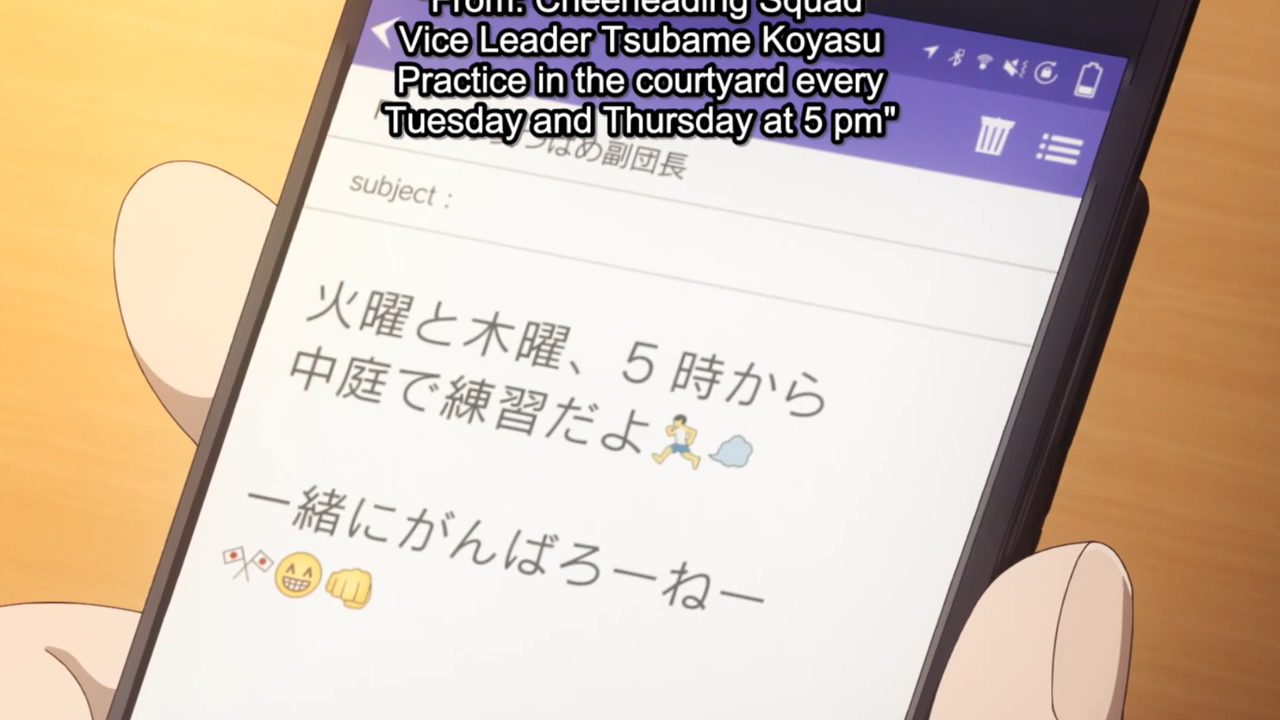 "From: Cheerleading Squad
Vice Leader Tsubame Koyasu
Practice in the courtyard every
Tuesday and Thursday at 5 pm"
つばめ副団長
subject :
火曜と木曜、5時から
中庭で練習だよ🏃💨
一緒にがんばろーねー
🎌😁👊